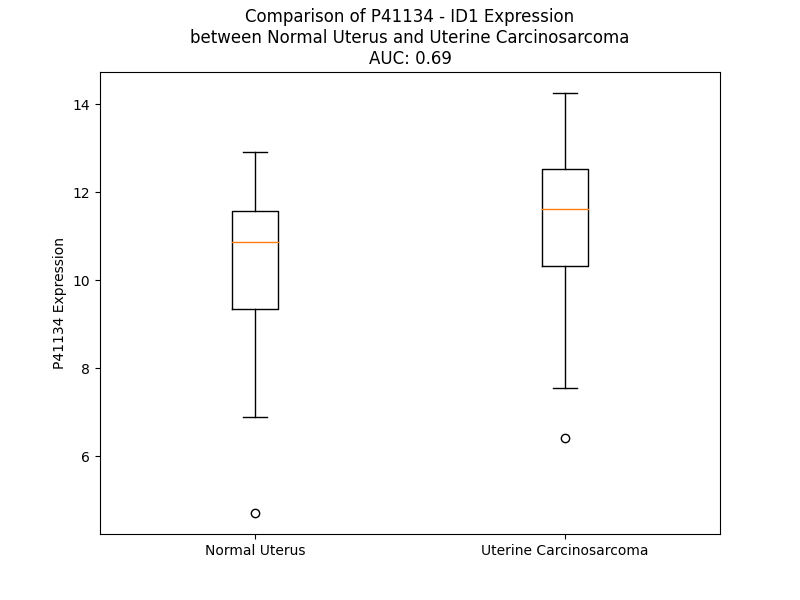 Comparison of P41134 - ID1 Expression
between Normal Uterus and Uterine Carcinosarcoma
AUC: 0.69
14
12
10
8
6
P41134 Expression
Normal Uterus
Uterine Carcinosarcoma